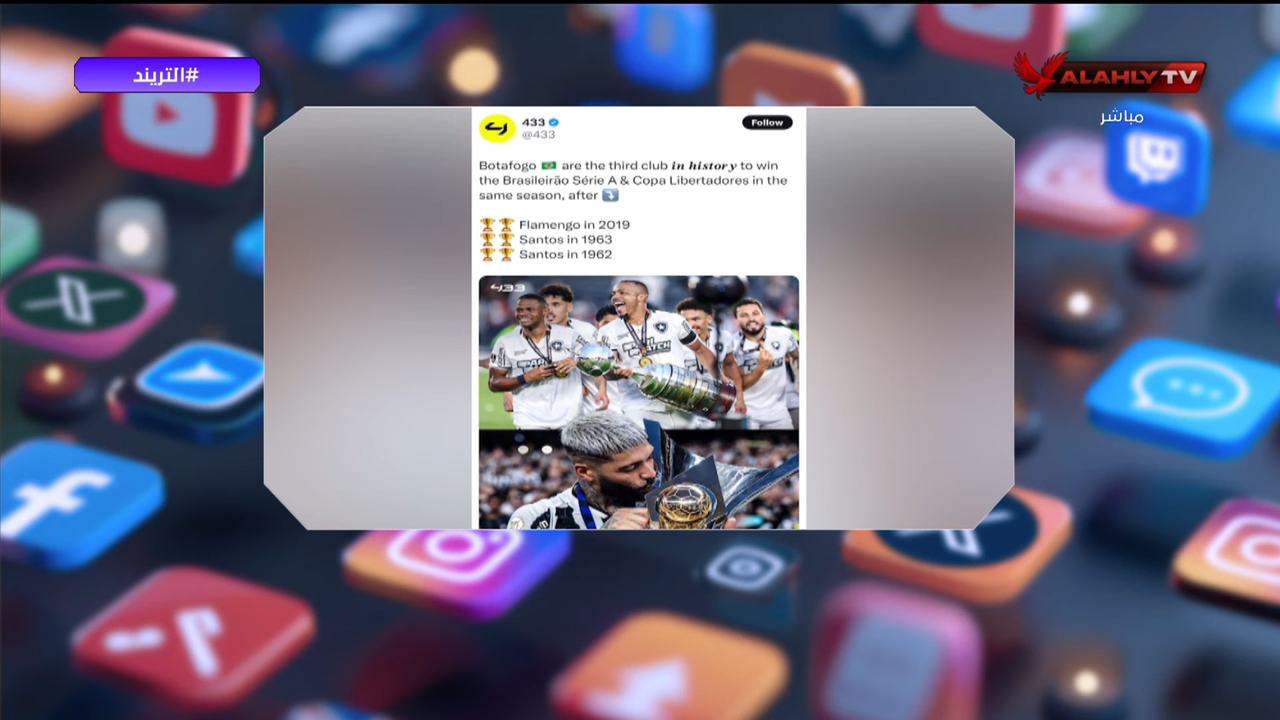 #التريند
ALAHLY TV
مباشر
433
@433
Follow
Botafogo 🇧🇷 are the third club in history to win
the Brasileirão Série A & Copa Libertadores in the
same season, after ⤵️
🏆🏆 Flamengo in 2019
🏆🏆 Santos in 1963
🏆🏆 Santos in 1962
433